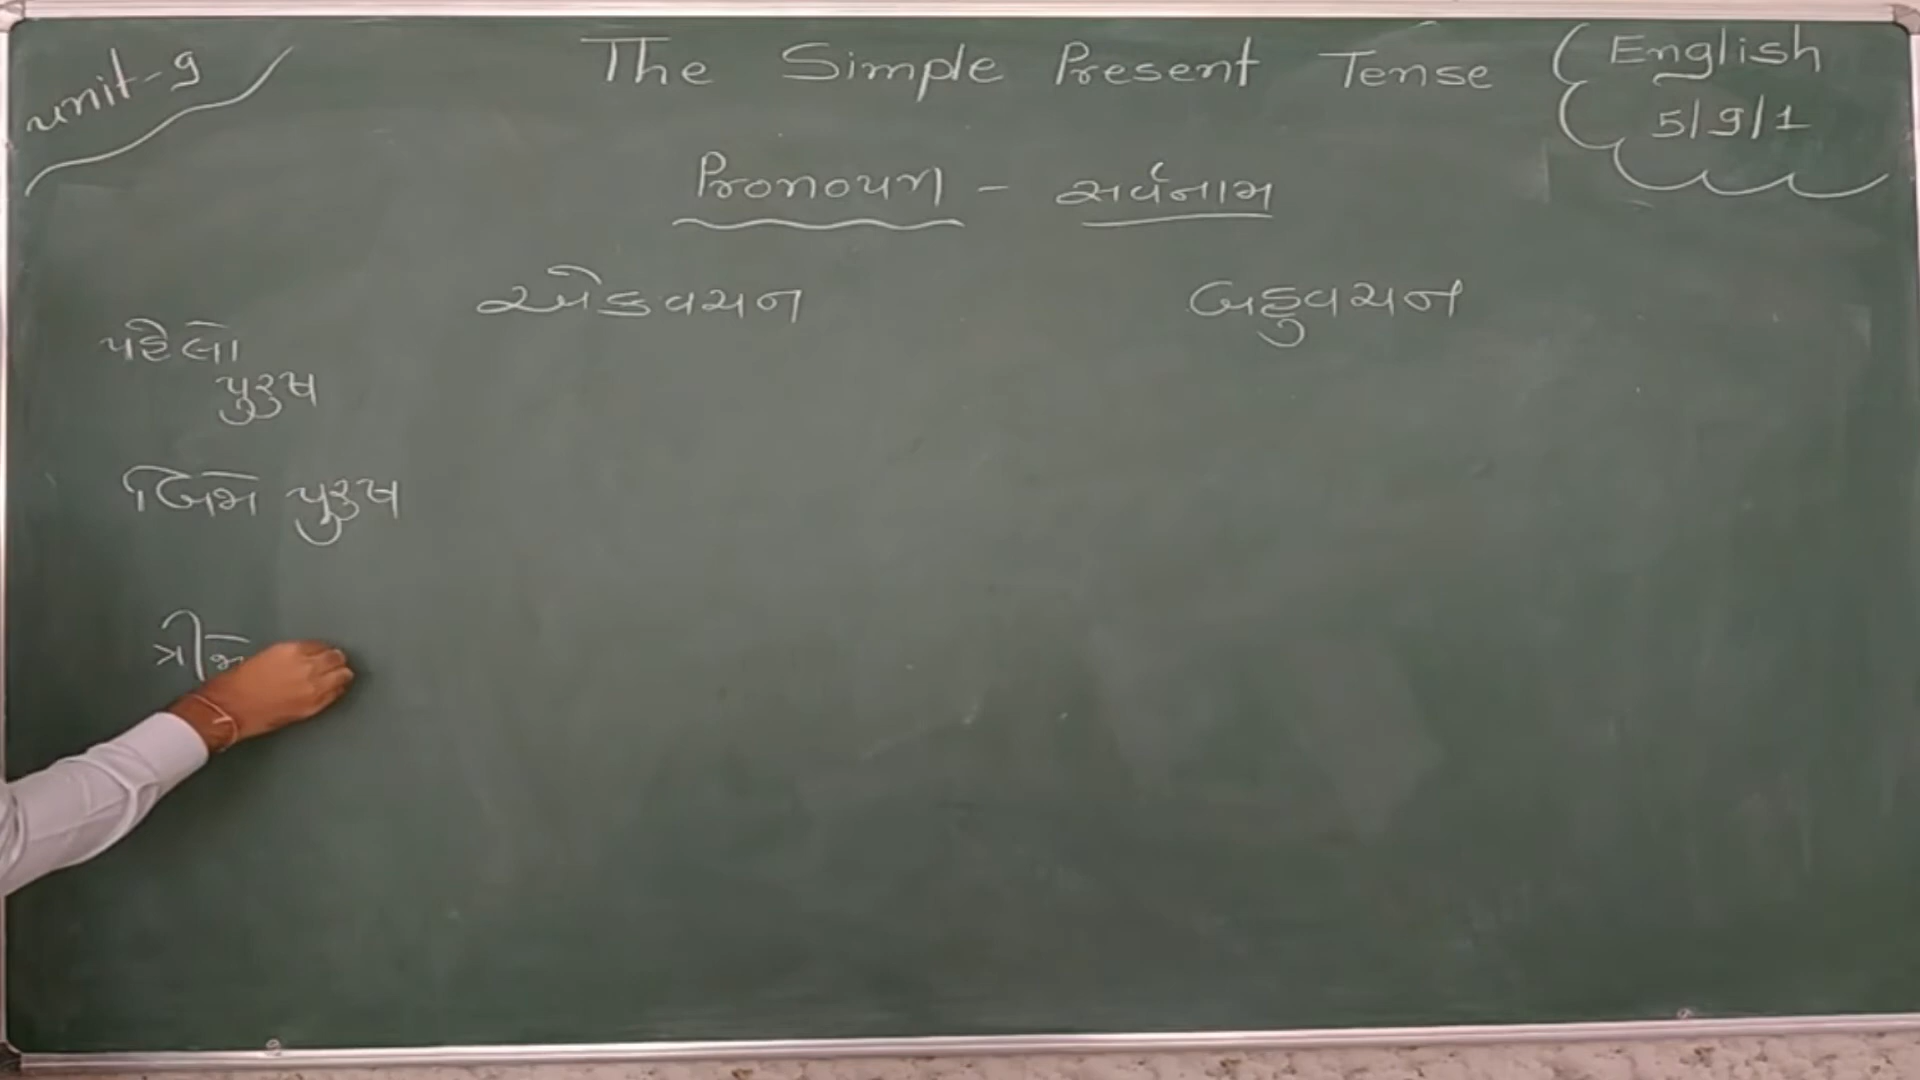 unit-9
The Simple Present Tense
English
5/9/1
Pronoun - સર્વનામ
એકવચન બહુવચન
પહેલો
પુરુષ
બિજો પુરુષ
ત્રીજો